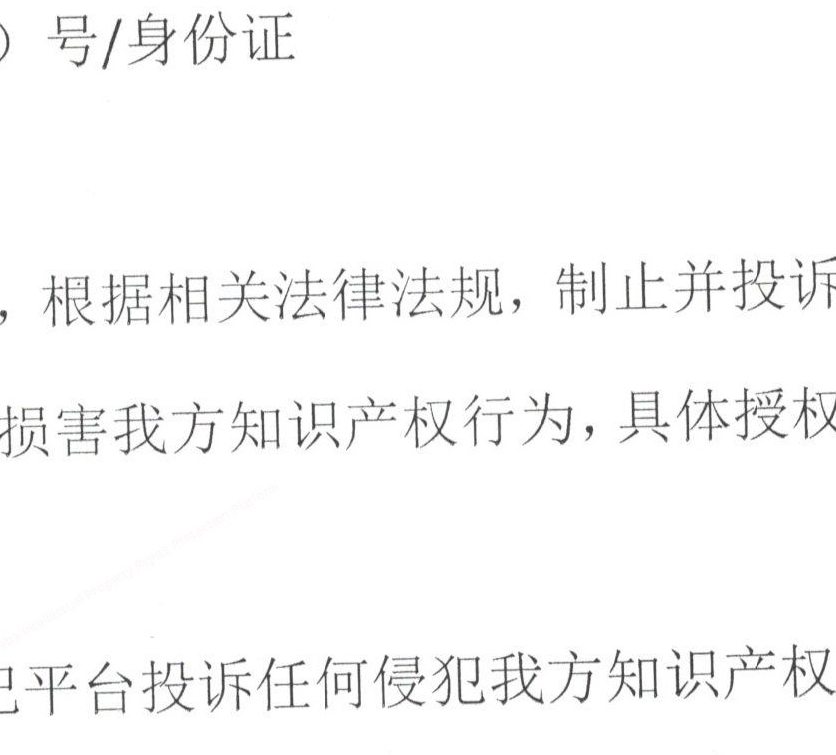 ）号/身份证
，根据相关法律法规，制止并投诉
损害我方知识产权行为，具体授权
平台投诉任何侵犯我方知识产权